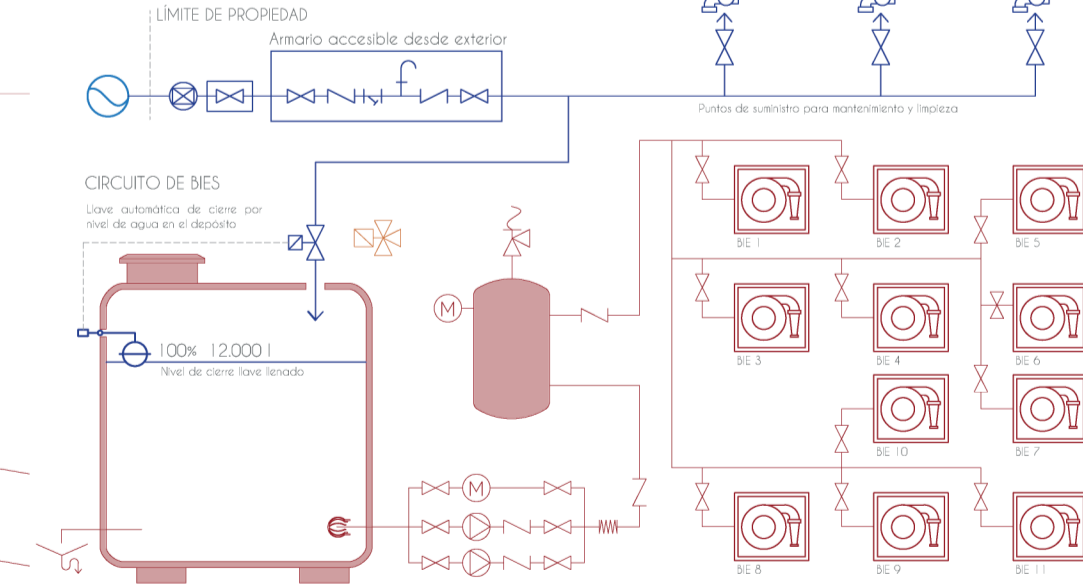 LÍMITE DE PROPIEDAD
Armario accesible desde exterior
Puntos de suministro para mantenimiento y limpieza
CIRCUITO DE BIES
Llave automática de cierre por
nivel de agua en el depósito
BIE 1
BIE 2
BIE 5
M
100% 12.000 l
Nivel de cierre llave llenado
BIE 3
BIE 4
BIE 6
BIE 10
BIE 7
M
BIE 8
BIE 9
BIE 11